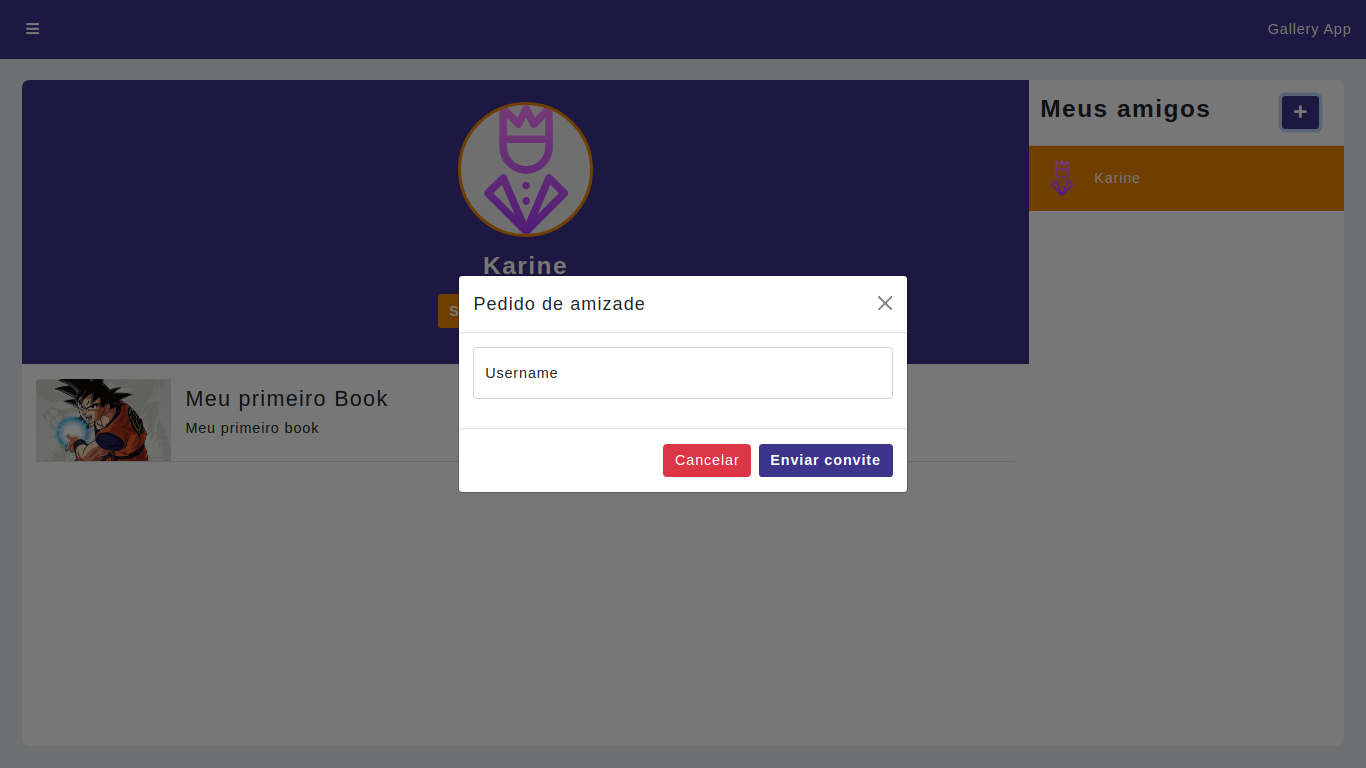 Gallery App
Karine
S
Meu primeiro Book
Meu primeiro book
Meus amigos
+
Karine
Pedido de amizade
Username
Cancelar
Enviar convite